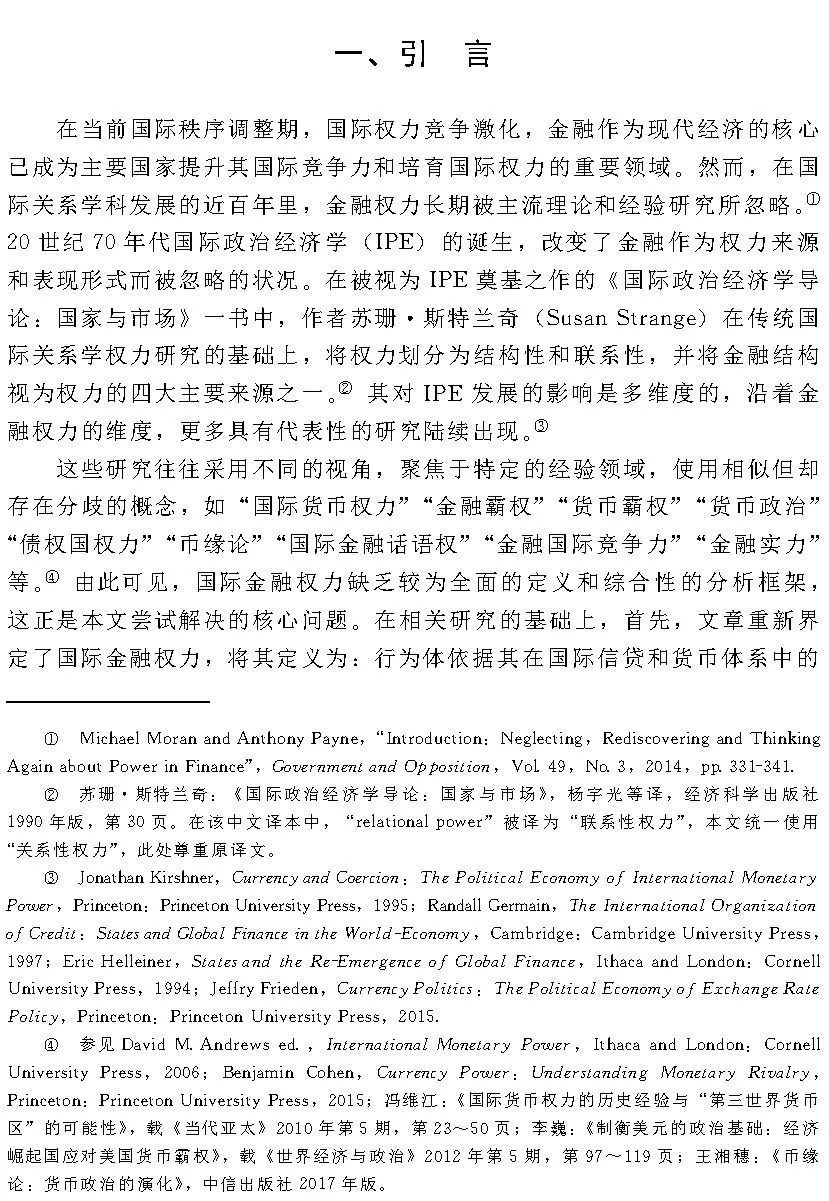 一、引　言
在当前国际秩序调整期，国际权力竞争激化，金融作为现代经济的核心
已成为主要国家提升其国际竞争力和培育国际权力的重要领域。然而，在国
际关系学科发展的近百年里，金融权力长期被主流理论和经验研究所忽略。①
20 世纪 70 年代国际政治经济学（IPE）的诞生，改变了金融作为权力来源
和表现形式而被忽略的状况。在被视为 IPE 奠基之作的《国际政治经济学导
论：国家与市场》一书中，作者苏珊·斯特兰奇（Susan Strange）在传统国
际关系学权力研究的基础上，将权力划分为结构性和联系性，并将金融结构
视为权力的四大主要来源之一。② 其对 IPE 发展的影响是多维度的，沿着金
融权力的维度，更多具有代表性的研究陆续出现。③
这些研究往往采用不同的视角，聚焦于特定的经验领域，使用相似但却
存在分歧的概念，如“国际货币权力”“金融霸权”“货币霸权”“货币政治”
“债权国权力”“币缘论”“国际金融话语权”“金融国际竞争力”“金融实力”
等。④ 由此可见，国际金融权力缺乏较为全面的定义和综合性的分析框架，
这正是本文尝试解决的核心问题。在相关研究的基础上，首先，文章重新界
定了国际金融权力，将其定义为：行为体依据其在国际信贷和货币体系中的
① Michael Moran and Anthony Payne，“Introduction：Neglecting，Rediscovering and Thinking
Again about Power in Finance”，Government and Opposition，Vol. 49，No. 3，2014，pp. 331-341.
② 苏珊·斯特兰奇：《国际政治经济学导论：国家与市场》，杨宇光等译，经济科学出版社
1990 年版，第 30 页。在该中文译本中，“relational power”被译为“联系性权力”，本文统一使用
“关系性权力”，此处尊重原译文。
③ Jonathan Kirshner，Currency and Coercion：The Political Economy of International Monetary
Power，Princeton：Princeton University Press，1995；Randall Germain，The International Organization
of Credit：States and Global Finance in the World-Economy，Cambridge：Cambridge University Press，
1997；Eric Helleiner，States and the Re-Emergence of Global Finance，Ithaca and London：Cornell
University Press，1994；Jeffry Frieden，Currency Politics：The Political Economy of Exchange Rate
Policy，Princeton：Princeton University Press，2015.
④ 参见 David M. Andrews ed.，International Monetary Power，Ithaca and London：Cornell
University Press，2006；Benjamin Cohen，Currency Power：Understanding Monetary Rivalry，
Princeton：Princeton University Press，2015；冯维江：《国际货币权力的历史经验与“第三世界货币
区”的可能性》，载《当代亚太》2010 年第 5 期，第 23～50 页；李巍：《制衡美元的政治基础：经济
崛起国应对美国货币霸权》，载《世界经济与政治》2012 年第 5 期，第 97～119 页；王湘穗：《币缘
论：货币政治的演化》，中信出版社 2017 年版。